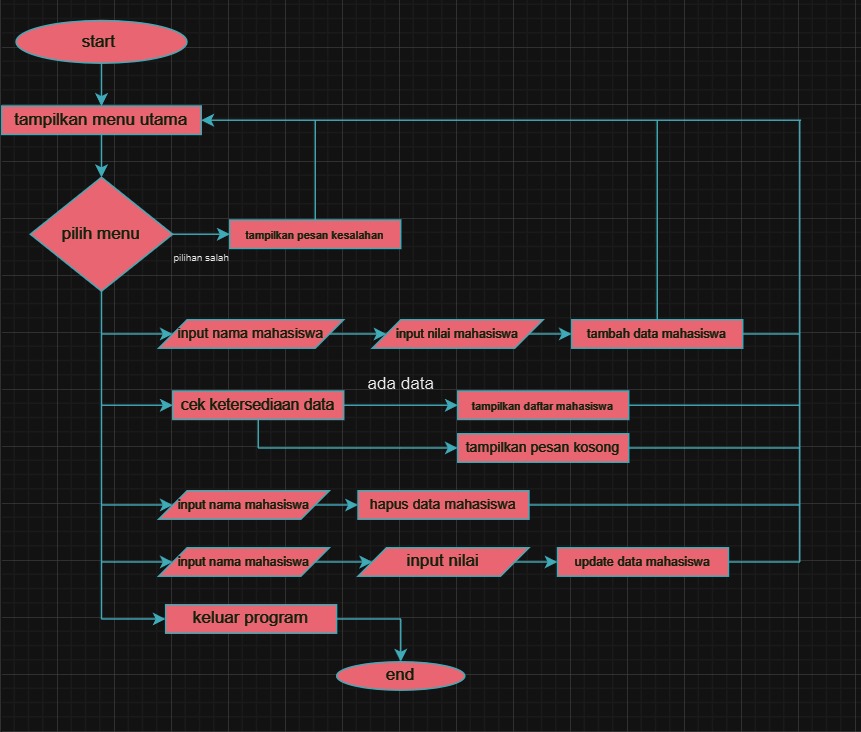 start
tampilkan menu utama
pilih menu
tampilkan pesan kesalahan
pilihan salah
input nama mahasiswa
input nilai mahasiswa
tambah data mahasiswa
ada data
cek ketersediaan data
tampilkan daftar mahasiswa
tampilkan pesan kosong
input nama mahasiswa
hapus data mahasiswa
input nama mahasiswa
input nilai
update data mahasiswa
keluar program
end